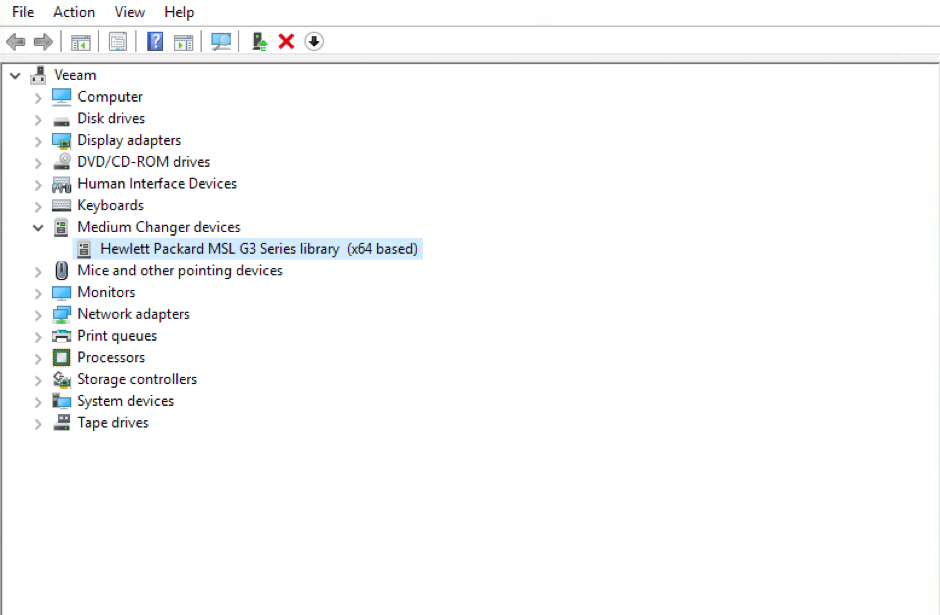 File Action View Help
Veeam
Computer
Disk drives
Display adapters
DVD/CD-ROM drives
Human Interface Devices
Keyboards
Medium Changer devices
Hewlett Packard MSL G3 Series library (x64 based)
Mice and other pointing devices
Monitors
Network adapters
Print queues
Processors
Storage controllers
System devices
Tape drives